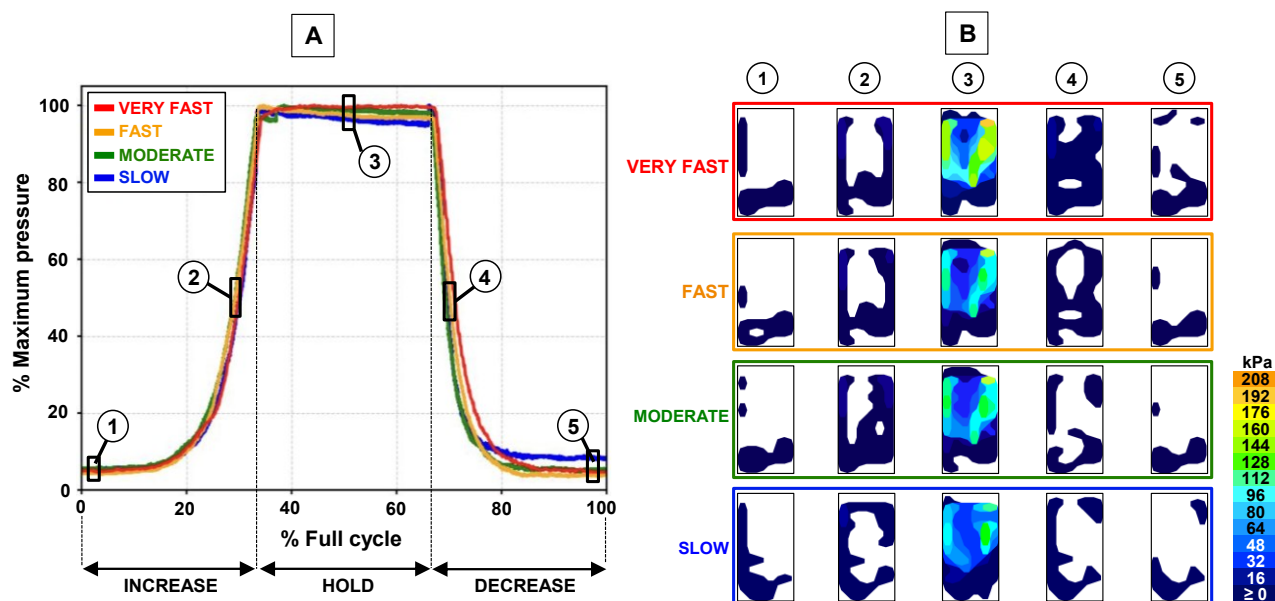 A
100
80
60
40
20
0
% Maximum pressure
VERY FAST
FAST
MODERATE
SLOW
1
2
3
4
5
0
20
40
60
80
100
% Full cycle
INCREASE
HOLD
DECREASE
B
1
2
3
4
5
VERY FAST
FAST
MODERATE
SLOW
kPa
208
192
176
160
144
128
112
96
80
64
48
32
16
≥ 0